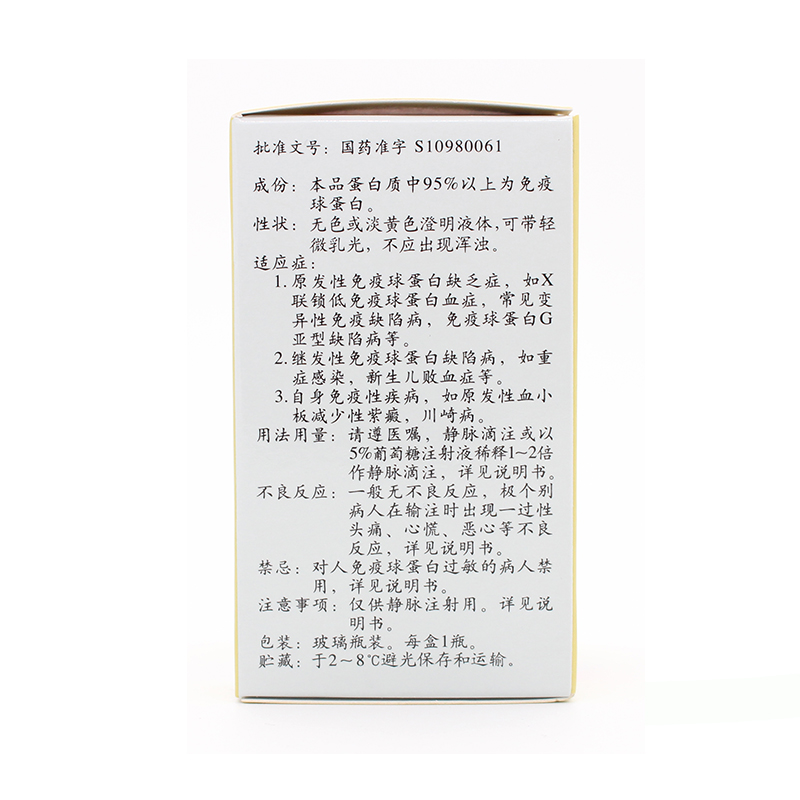 批准文号：国药准字 S10980061
成份：本品蛋白质中95%以上为免疫
球蛋白。
性状：无色或淡黄色澄明液体，可带轻
微乳光，不应出现浑浊。
适应症：
1.原发性免疫球蛋白缺乏症，如X
联锁低免疫球蛋白血症，常见变
异性免疫缺陷病，免疫球蛋白G
亚型缺陷病等。
2.继发性免疫球蛋白缺陷病，如重
症感染，新生儿败血症等。
3.自身免疫性疾病，如原发性血小
板减少性紫癜，川崎病。
用法用量：请遵医嘱，静脉滴注或以
5%葡萄糖注射液稀释1~2倍
作静脉滴注，详见说明书。
不良反应：一般无不良反应，极个别
病人在输注时出现一过性
头痛、心慌、恶心等不良
反应，详见说明书。
禁忌：对人免疫球蛋白过敏的病人禁
用，详见说明书。
注意事项：仅供静脉注射用。详见说
明书。
包装：玻璃瓶装。每盒1瓶。
贮藏：于2～8℃避光保存和运输。